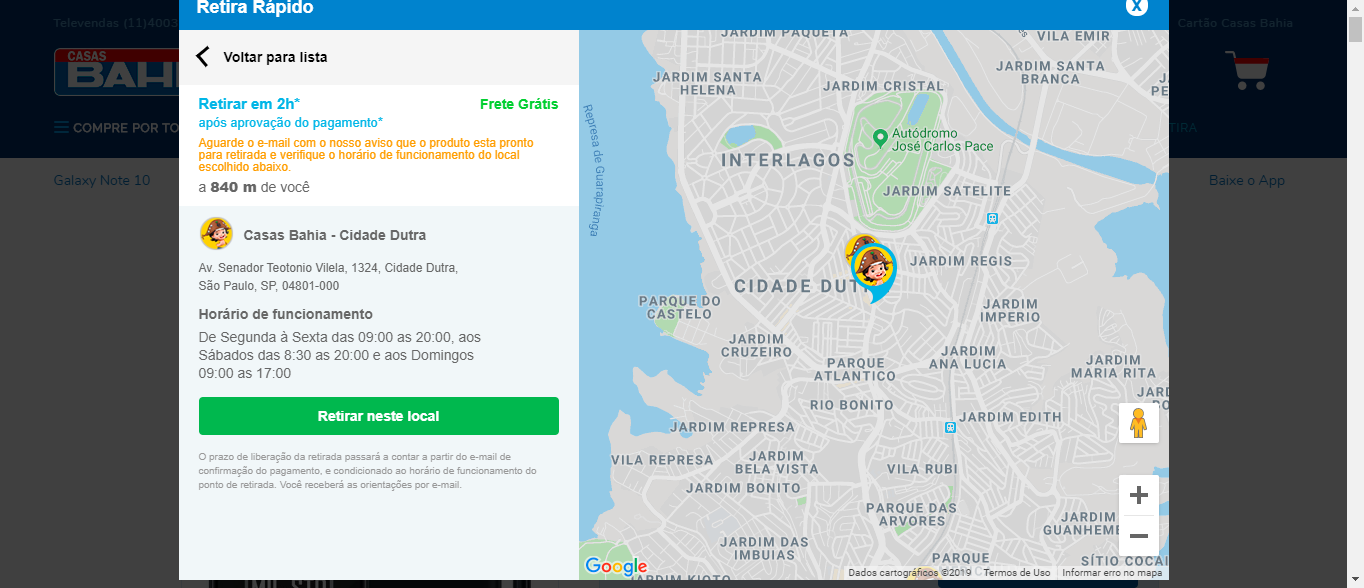 Televendas (11)4003
Cartão Casas Bahia
CASAS
BAHI
COMPRE POR TO
TIRA
Galaxy Note 10
Baixe o App
Retira Rápido
X
Voltar para lista
Retirar em 2h*
Frete Grátis
após aprovação do pagamento*
Aguarde o e-mail com o nosso aviso que o produto esta pronto
para retirada e verifique o horário de funcionamento do local
escolhido abaixo.
a 840 m de você
Casas Bahia - Cidade Dutra
Av. Senador Teotonio Vilela, 1324, Cidade Dutra,
São Paulo, SP, 04801-000
Horário de funcionamento
De Segunda à Sexta das 09:00 as 20:00, aos
Sábados das 8:30 as 20:00 e aos Domingos
09:00 as 17:00
Retirar neste local
O prazo de liberação da retirada passará a contar a partir do e-mail de
confirmação do pagamento, e condicionado ao horário de funcionamento do
ponto de retirada. Você receberá as orientações por e-mail.
JARDIM PAQUETA
VILA EMIR
JARDIM SANTA
HELENA
JARDIM SANTA
BRANCA
JARDIM CRISTAL
Represa de Guarapiranga
Autódromo
José Carlos Pace
INTERLAGOS
JARDIM SATELITE
JARDIM REGIS
CIDADE DUT
PARQUE DO
CASTELO
JARDIM
IMPERIO
JARDIM
CRUZEIRO
JARDIM
ANA LUCIA
PARQUE
ATLANTICO
JARDIM
MARIA RITA
RIO BONITO
JARDIM EDITH
JARDIM REPRESA
VILA REPRESA
JARDIM
BELA VISTA
VILA RUBI
JARDIM BONITO
PARQUE DAS
ARVORES
JARDIM
GUANHEM
JARDIM DAS
IMBUIAS
PARQUE
SÍTIO COCAI
JARDIM KIOTO
Google
Dados cartográficos ©2019
Termos de Uso
Informar erro no mapa